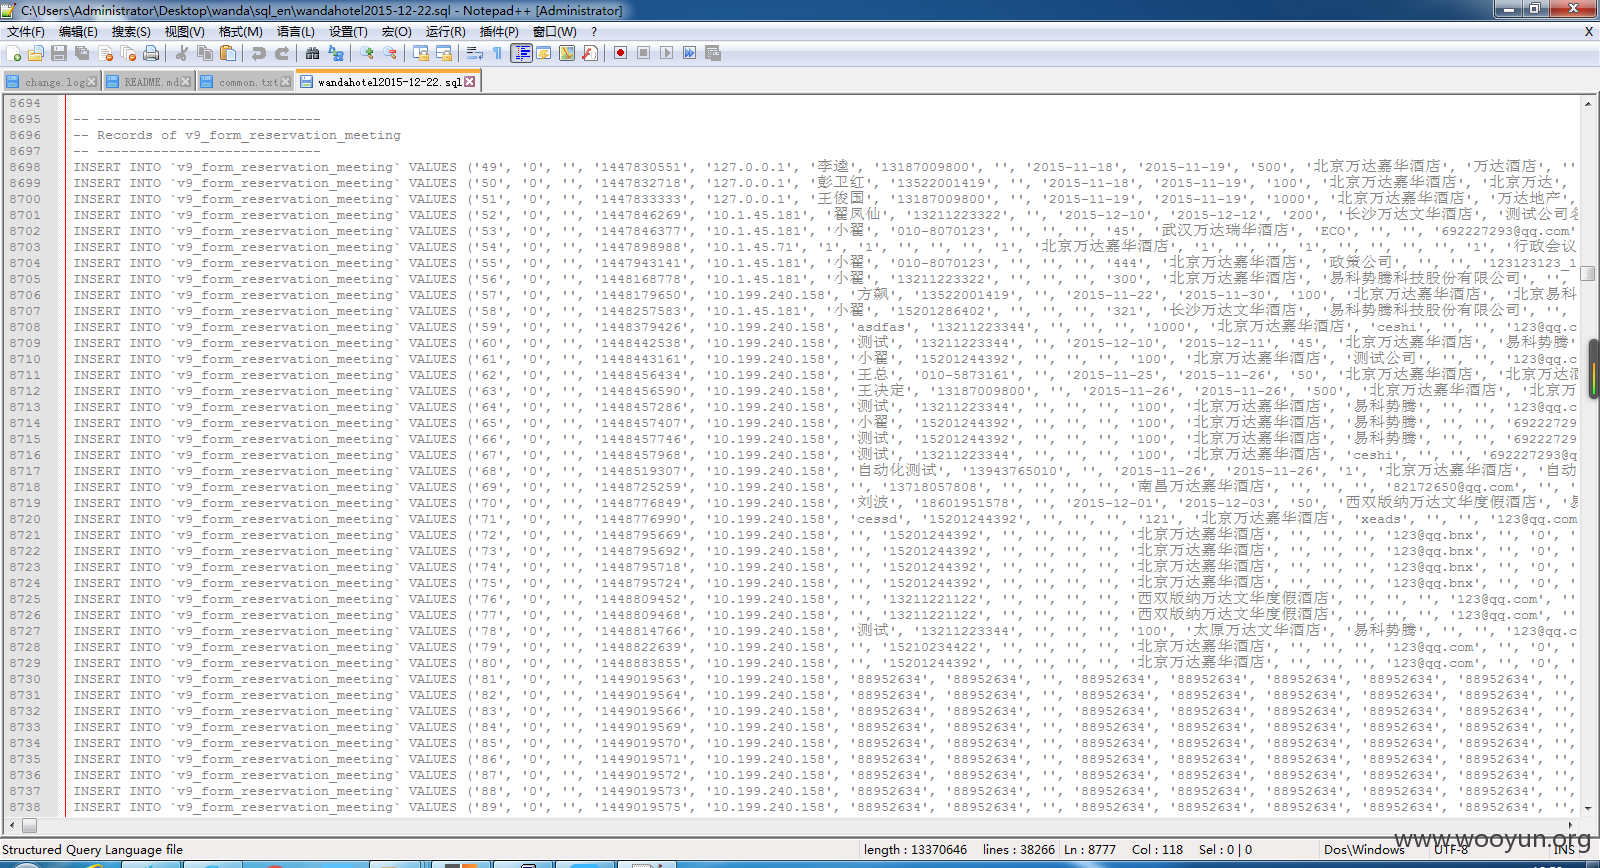 C:\Users\Administrator\Desktop\wanda\sql_en\wandahotel2015-12-22.sql - Notepad++ [Administrator]
文件(F) 编辑(E) 搜索(S) 视图(V) 格式(M) 语言(L) 设置(T) 宏(O) 运行(R) 插件(P) 窗口(W) ? X
change.log README.md common.txt wandahotel2015-12-22.sql
8694
8695 -- ----------------------------
8696 -- Records of v9_form_reservation_meeting
8697 -- ----------------------------
8698 INSERT INTO `v9_form_reservation_meeting` VALUES ('49', '0', '', '1447830551', '127.0.0.1', '李逵', '13187009800', '', '2015-11-18', '2015-11-19', '500', '北京万达嘉华酒店', '万达酒店', ''
8699 INSERT INTO `v9_form_reservation_meeting` VALUES ('50', '0', '', '1447832718', '127.0.0.1', '彭卫红', '13522001419', '', '2015-11-18', '2015-11-19', '100', '北京万达嘉华酒店', '北京万达',
8700 INSERT INTO `v9_form_reservation_meeting` VALUES ('51', '0', '', '1447833333', '127.0.0.1', '王俊国', '13187009800', '', '2015-11-19', '2015-11-19', '1000', '北京万达嘉华酒店', '万达地产',
8701 INSERT INTO `v9_form_reservation_meeting` VALUES ('52', '0', '', '1447846269', '10.1.45.181', '翟凤仙', '13211223322', '', '2015-12-10', '2015-12-12', '200', '长沙万达文华酒店', '测试公司名
8702 INSERT INTO `v9_form_reservation_meeting` VALUES ('53', '0', '', '1447846377', '10.1.45.181', '小翟', '010-8070123', '', '', '', '45', '武汉万达瑞华酒店', 'ECO', '', '', '692227293@qq.com'
8703 INSERT INTO `v9_form_reservation_meeting` VALUES ('54', '0', '', '1447898988', '10.1.45.71', '1', '1', '', '', '', '1', '北京万达嘉华酒店', '1', '', '1', '', '', '1', '行政会议
8704 INSERT INTO `v9_form_reservation_meeting` VALUES ('55', '0', '', '1447943141', '10.1.45.181', '小翟', '010-8070123', '', '', '', '444', '北京万达嘉华酒店', '政策公司', '', '', '123123123_1
8705 INSERT INTO `v9_form_reservation_meeting` VALUES ('56', '0', '', '1448168778', '10.1.45.181', '小翟', '13211223322', '', '', '', '300', '北京万达嘉华酒店', '易科势腾科技股份有限公司', '',
8706 INSERT INTO `v9_form_reservation_meeting` VALUES ('57', '0', '', '1448179650', '10.199.240.158', '方飙', '13522001419', '', '2015-11-22', '2015-11-30', '100', '北京万达嘉华酒店', '北京易科
8707 INSERT INTO `v9_form_reservation_meeting` VALUES ('58', '0', '', '1448257583', '10.1.45.181', '小翟', '15201286402', '', '', '', '321', '长沙万达文华酒店', '易科势腾科技股份有限公司', '',
8708 INSERT INTO `v9_form_reservation_meeting` VALUES ('59', '0', '', '1448379426', '10.199.240.158', 'asdfas', '13211223344', '', '', '', '1000', '北京万达嘉华酒店', 'ceshi', '', '', '123@qq.c
8709 INSERT INTO `v9_form_reservation_meeting` VALUES ('60', '0', '', '1448442538', '10.199.240.158', '测试', '13211223344', '', '2015-12-10', '2015-12-11', '45', '北京万达嘉华酒店', '易科势腾
8710 INSERT INTO `v9_form_reservation_meeting` VALUES ('61', '0', '', '1448443161', '10.199.240.158', '小翟', '15201244392', '', '', '', '100', '北京万达嘉华酒店', '测试公司', '', '', '123@qq.c
8711 INSERT INTO `v9_form_reservation_meeting` VALUES ('62', '0', '', '1448456434', '10.199.240.158', '王总', '010-5873161', '', '2015-11-25', '2015-11-26', '50', '北京万达嘉华酒店', '北京万达
8712 INSERT INTO `v9_form_reservation_meeting` VALUES ('63', '0', '', '1448456590', '10.199.240.158', '王决定', '13187009800', '', '2015-11-26', '2015-11-26', '500', '北京万达嘉华酒店', '北京万
8713 INSERT INTO `v9_form_reservation_meeting` VALUES ('64', '0', '', '1448457286', '10.199.240.158', '测试', '13211223344', '', '', '', '100', '北京万达嘉华酒店', '易科势腾', '', '', '123@qq.c
8714 INSERT INTO `v9_form_reservation_meeting` VALUES ('65', '0', '', '1448457407', '10.199.240.158', '小翟', '15201244392', '', '', '', '100', '北京万达嘉华酒店', '易科势腾', '', '', '69222729
8715 INSERT INTO `v9_form_reservation_meeting` VALUES ('66', '0', '', '1448457746', '10.199.240.158', '测试', '15201244392', '', '', '', '100', '北京万达嘉华酒店', '易科势腾', '', '', '69222729
8716 INSERT INTO `v9_form_reservation_meeting` VALUES ('67', '0', '', '1448457968', '10.199.240.158', '测试', '13211223344', '', '', '', '100', '北京万达嘉华酒店', 'ceshi', '', '', '692227293@q
8717 INSERT INTO `v9_form_reservation_meeting` VALUES ('68', '0', '', '1448519307', '10.199.240.158', '自动化测试', '13943765010', '', '2015-11-26', '2015-11-26', '1', '北京万达嘉华酒店', '自动
8718 INSERT INTO `v9_form_reservation_meeting` VALUES ('69', '0', '', '1448725259', '10.199.240.158', '', '13718057808', '', '', '', '', '南昌万达嘉华酒店', '', '', '', '82172650@qq.com', '',
8719 INSERT INTO `v9_form_reservation_meeting` VALUES ('70', '0', '', '1448776849', '10.199.240.158', '刘波', '18601951578', '', '2015-12-01', '2015-12-03', '50', '西双版纳万达文华度假酒店', '易
8720 INSERT INTO `v9_form_reservation_meeting` VALUES ('71', '0', '', '1448776990', '10.199.240.158', 'cessd', '15201244392', '', '', '', '121', '北京万达嘉华酒店', 'xeads', '', '', '123@qq.com
8721 INSERT INTO `v9_form_reservation_meeting` VALUES ('72', '0', '', '1448795669', '10.199.240.158', '', '15201244392', '', '', '', '', '北京万达嘉华酒店', '', '', '', '123@qq.bnx', '', '0', '',
8722 INSERT INTO `v9_form_reservation_meeting` VALUES ('73', '0', '', '1448795692', '10.199.240.158', '', '15201244392', '', '', '', '', '北京万达嘉华酒店', '', '', '', '123@qq.bnx', '', '0', '',
8723 INSERT INTO `v9_form_reservation_meeting` VALUES ('74', '0', '', '1448795718', '10.199.240.158', '', '15201244392', '', '', '', '', '北京万达嘉华酒店', '', '', '', '123@qq.bnx', '', '0', '',
8724 INSERT INTO `v9_form_reservation_meeting` VALUES ('75', '0', '', '1448795724', '10.199.240.158', '', '15201244392', '', '', '', '', '北京万达嘉华酒店', '', '', '', '123@qq.bnx', '', '0', '',
8725 INSERT INTO `v9_form_reservation_meeting` VALUES ('76', '0', '', '1448809452', '10.199.240.158', '', '13211221122', '', '', '', '', '西双版纳万达文华度假酒店', '', '', '', '123@qq.com', '',
8726 INSERT INTO `v9_form_reservation_meeting` VALUES ('77', '0', '', '1448809468', '10.199.240.158', '', '13211221122', '', '', '', '', '西双版纳万达文华度假酒店', '', '', '', '123@qq.com', '',
8727 INSERT INTO `v9_form_reservation_meeting` VALUES ('78', '0', '', '1448814766', '10.199.240.158', '测试', '13211223344', '', '', '', '100', '太原万达文华酒店', '易科势腾', '', '', '123@qq.c
8728 INSERT INTO `v9_form_reservation_meeting` VALUES ('79', '0', '', '1448822639', '10.199.240.158', '', '15210234422', '', '', '', '', '北京万达嘉华酒店', '', '', '', '123@qq.com', '', '0', '',
8729 INSERT INTO `v9_form_reservation_meeting` VALUES ('80', '0', '', '1448883855', '10.199.240.158', '', '15201244392', '', '', '', '', '北京万达嘉华酒店', '', '', '', '123@qq.com', '', '0', '',
8730 INSERT INTO `v9_form_reservation_meeting` VALUES ('81', '0', '', '1449019563', '10.199.240.158', '88952634', '88952634', '', '88952634', '88952634', '88952634', '88952634', '88952634', '',
8731 INSERT INTO `v9_form_reservation_meeting` VALUES ('82', '0', '', '1449019566', '10.199.240.158', '88952634', '88952634', '', '88952634', '88952634', '88952634', '88952634', '88952634', '',
8732 INSERT INTO `v9_form_reservation_meeting` VALUES ('83', '0', '', '1449019566', '10.199.240.158', '88952634', '88952634', '', '88952634', '88952634', '88952634', '88952634', '88952634', '',
8733 INSERT INTO `v9_form_reservation_meeting` VALUES ('84', '0', '', '1449019569', '10.199.240.158', '88952634', '88952634', '', '88952634', '88952634', '88952634', '88952634', '88952634', '',
8734 INSERT INTO `v9_form_reservation_meeting` VALUES ('85', '0', '', '1449019570', '10.199.240.158', '88952634', '88952634', '', '88952634', '88952634', '88952634', '88952634', '88952634', '',
8735 INSERT INTO `v9_form_reservation_meeting` VALUES ('86', '0', '', '1449019571', '10.199.240.158', '88952634', '88952634', '', '88952634', '88952634', '88952634', '88952634', '88952634', '',
8736 INSERT INTO `v9_form_reservation_meeting` VALUES ('87', '0', '', '1449019572', '10.199.240.158', '88952634', '88952634', '', '88952634', '88952634', '88952634', '88952634', '88952634', '',
8737 INSERT INTO `v9_form_reservation_meeting` VALUES ('88', '0', '', '1449019573', '10.199.240.158', '88952634', '88952634', '', '88952634', '88952634', '88952634', '88952634', '88952634', '',
8738 INSERT INTO `v9_form_reservation_meeting` VALUES ('89', '0', '', '1449019575', '10.199.240.158', '88952634', '88952634', '', '88952634', '88952634', '88952634', '88952634', '88952634', '',
www.wooyun.org
Structured Query Language file length : 13370646 lines : 38266 Ln : 8777 Col : 118 Sel : 0 | 0 Dos\Windows UTF-8 INS